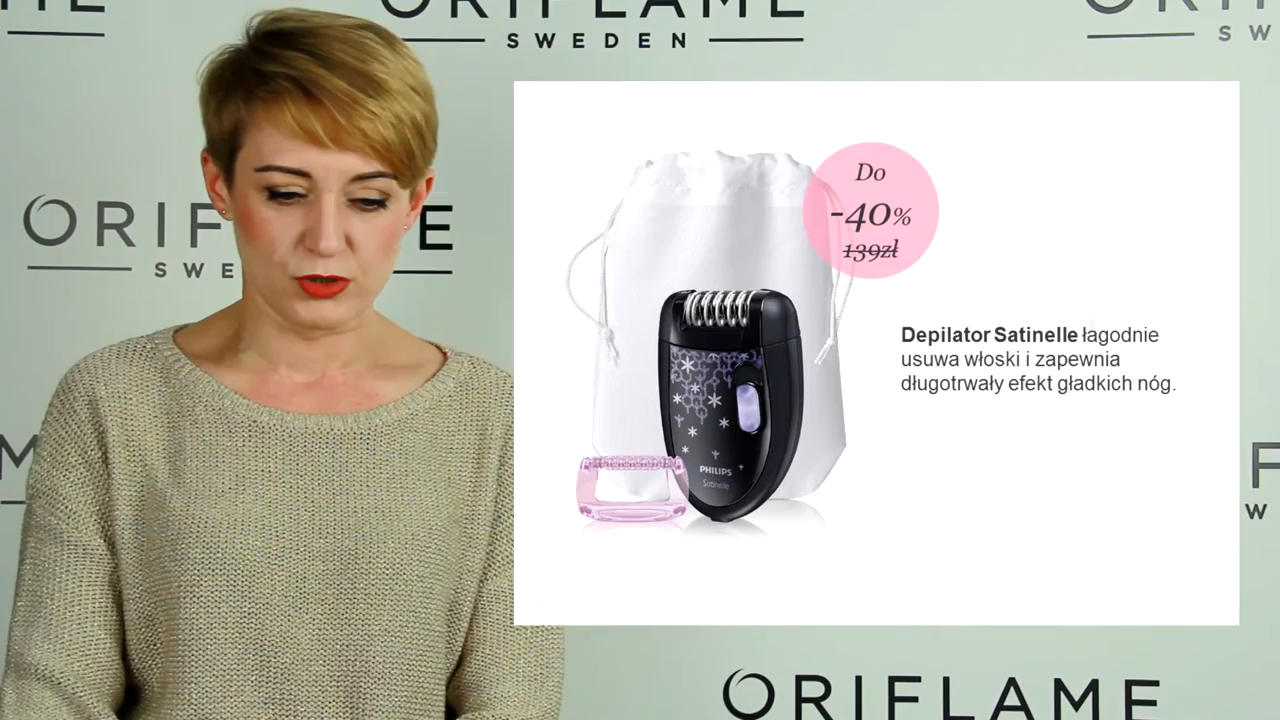 ORIFLAME
SWEDEN
SW
ORIF
E
SWE
Do
-40%
139zł
Depilator Satinelle łagodnie
usuwa włoski i zapewnia
długotrwały efekt gładkich nóg.
PHILIPS
Satinelle
ORIFLAME